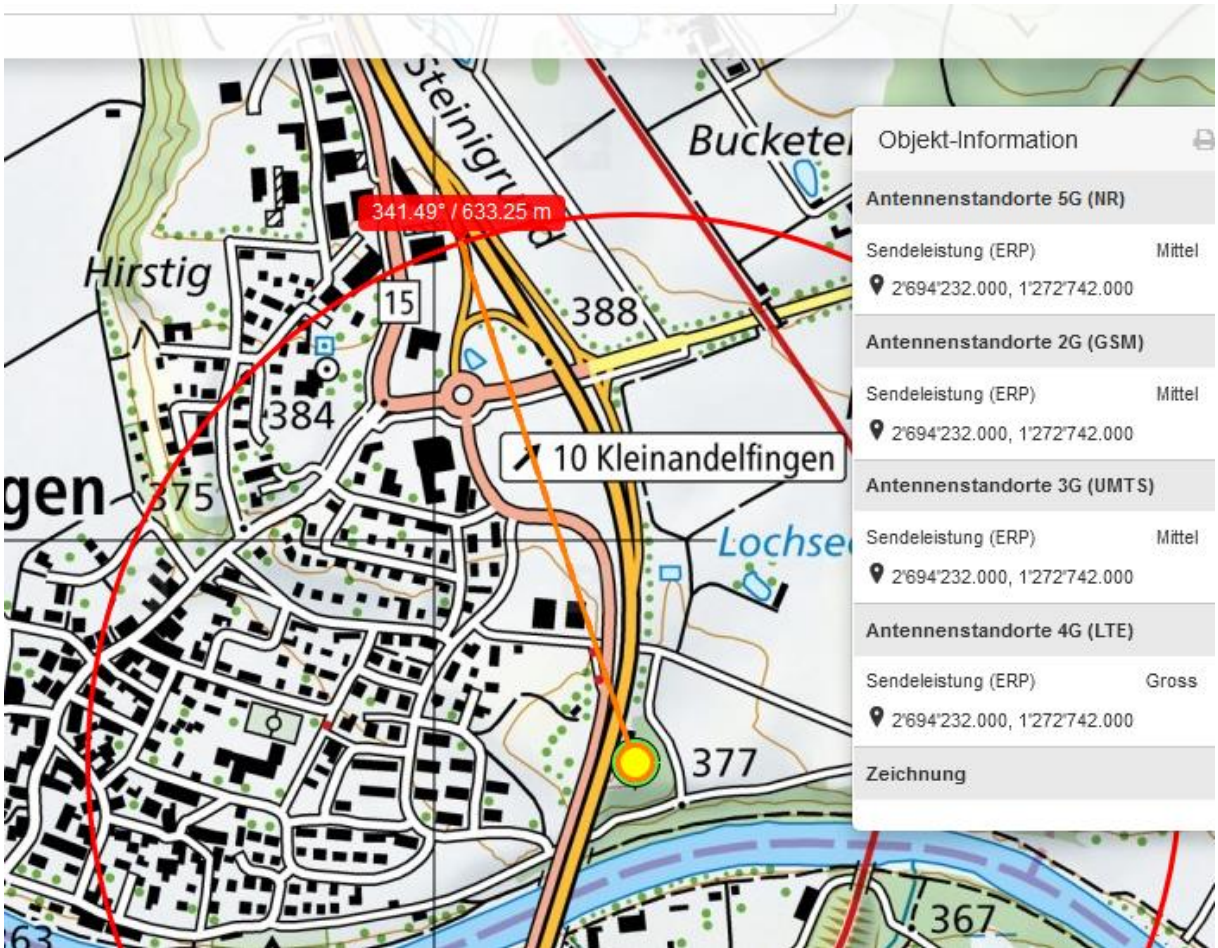 Steinigrund
Bucketen
Objekt-Information
Antennenstandorte 5G (NR)
341.49° / 633.25 m
Sendeleistung (ERP) Mittel
2'694'232.000, 1'272'742.000
Hirstig
15
388
Antennenstandorte 2G (GSM)
Sendeleistung (ERP) Mittel
2'694'232.000, 1'272'742.000
384
10 Kleinandelfingen
gen
375
Antennenstandorte 3G (UMTS)
Sendeleistung (ERP) Mittel
Lochsee
2'694'232.000, 1'272'742.000
Antennenstandorte 4G (LTE)
Sendeleistung (ERP) Gross
2'694'232.000, 1'272'742.000
377
Zeichnung
367
63